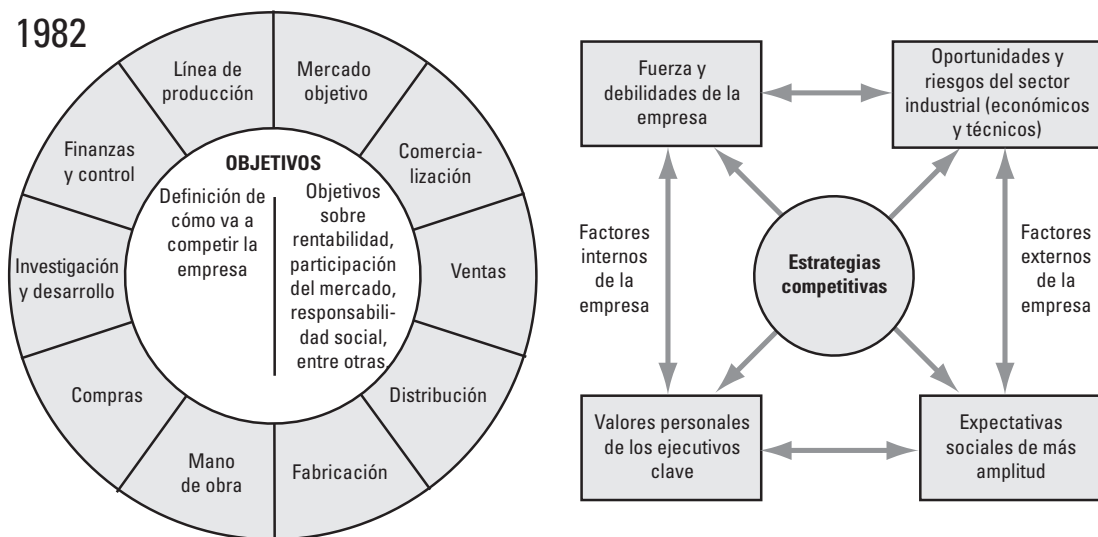 1982
Línea de
producción
Mercado
objetivo
Comercia-
lización
Ventas
Distribución
Fabricación
Mano
de obra
Compras
Investigación
y desarrollo
Finanzas
y control
OBJETIVOS
Definición de
cómo va a
competir la
empresa
Objetivos
sobre
rentabilidad,
participación
del mercado,
responsabili-
dad social,
entre otras.
Fuerza y
debilidades de la
empresa
Oportunidades y
riesgos del sector
industrial (económicos
y técnicos)
Factores
internos
de la
empresa
Estrategias
competitivas
Factores
externos
de la
empresa
Valores personales
de los ejecutivos
clave
Expectativas
sociales de más
amplitud